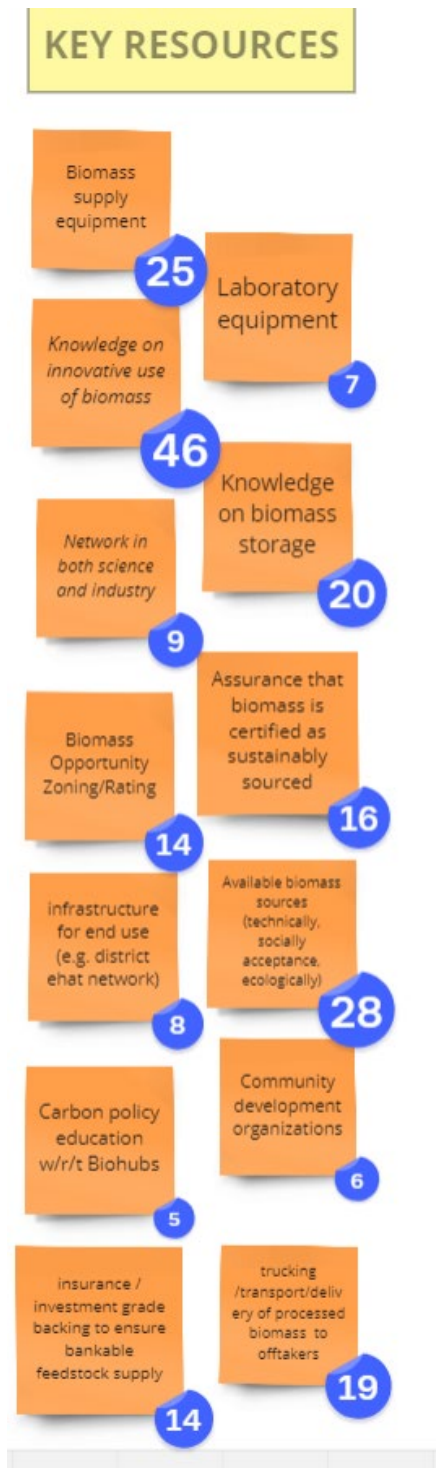 KEY RESOURCES
Biomass
supply
equipment
25
Laboratory
equipment
7
Knowledge on
innovative use
of biomass
46
Knowledge
on biomass
storage
20
Network in
both science
and industry
9
Assurance that
biomass is
certified as
sustainably
sourced
16
Biomass
Opportunity
Zoning/Rating
14
Available biomass
sources
(technically,
socially
acceptance,
ecologically)
28
infrastructure
for end use
(e.g. district
ehat network)
8
Community
development
organizations
6
Carbon policy
education
w/r/t Biohubs
5
trucking
/transport/deliv
ery of processed
biomass to
offtakers
19
insurance /
investment grade
backing to ensure
bankable
feedstock supply
14